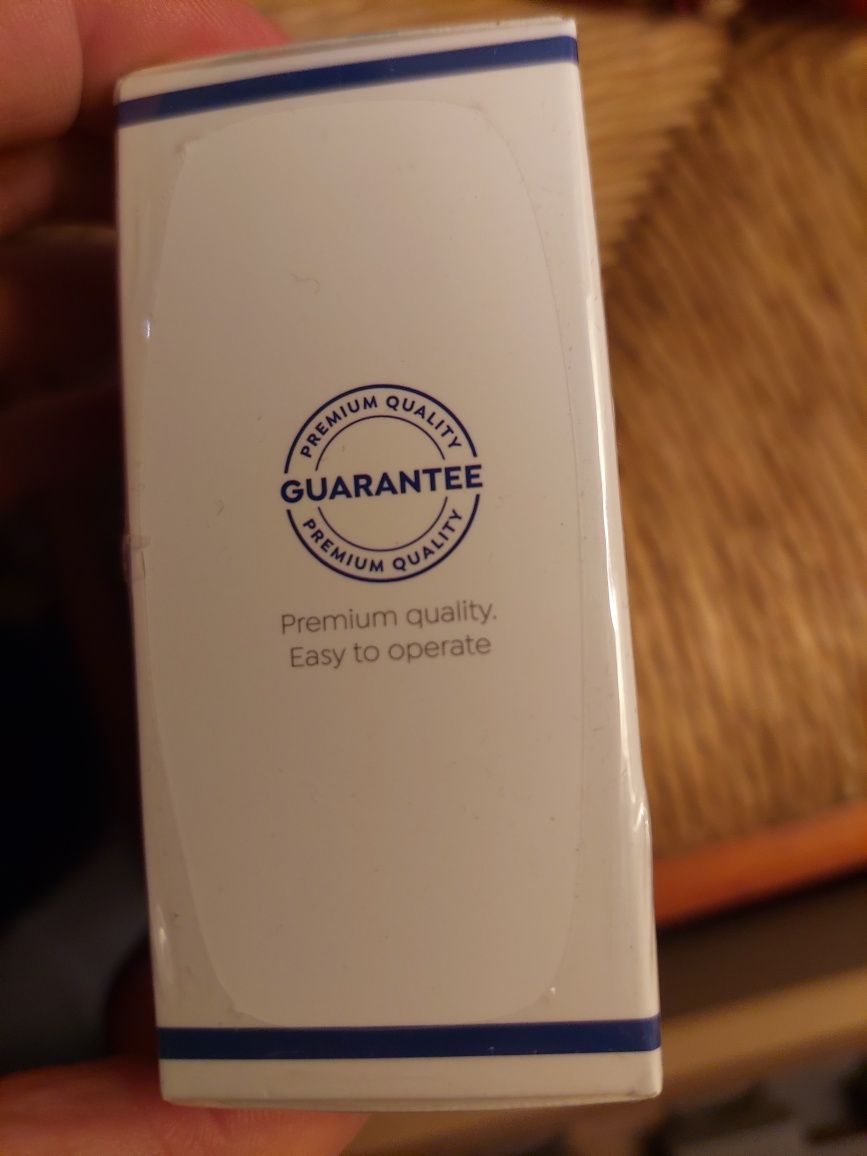 PREMIUM QUALITY
GUARANTEE
PREMIUM QUALITY
Premium quality.
Easy to operate